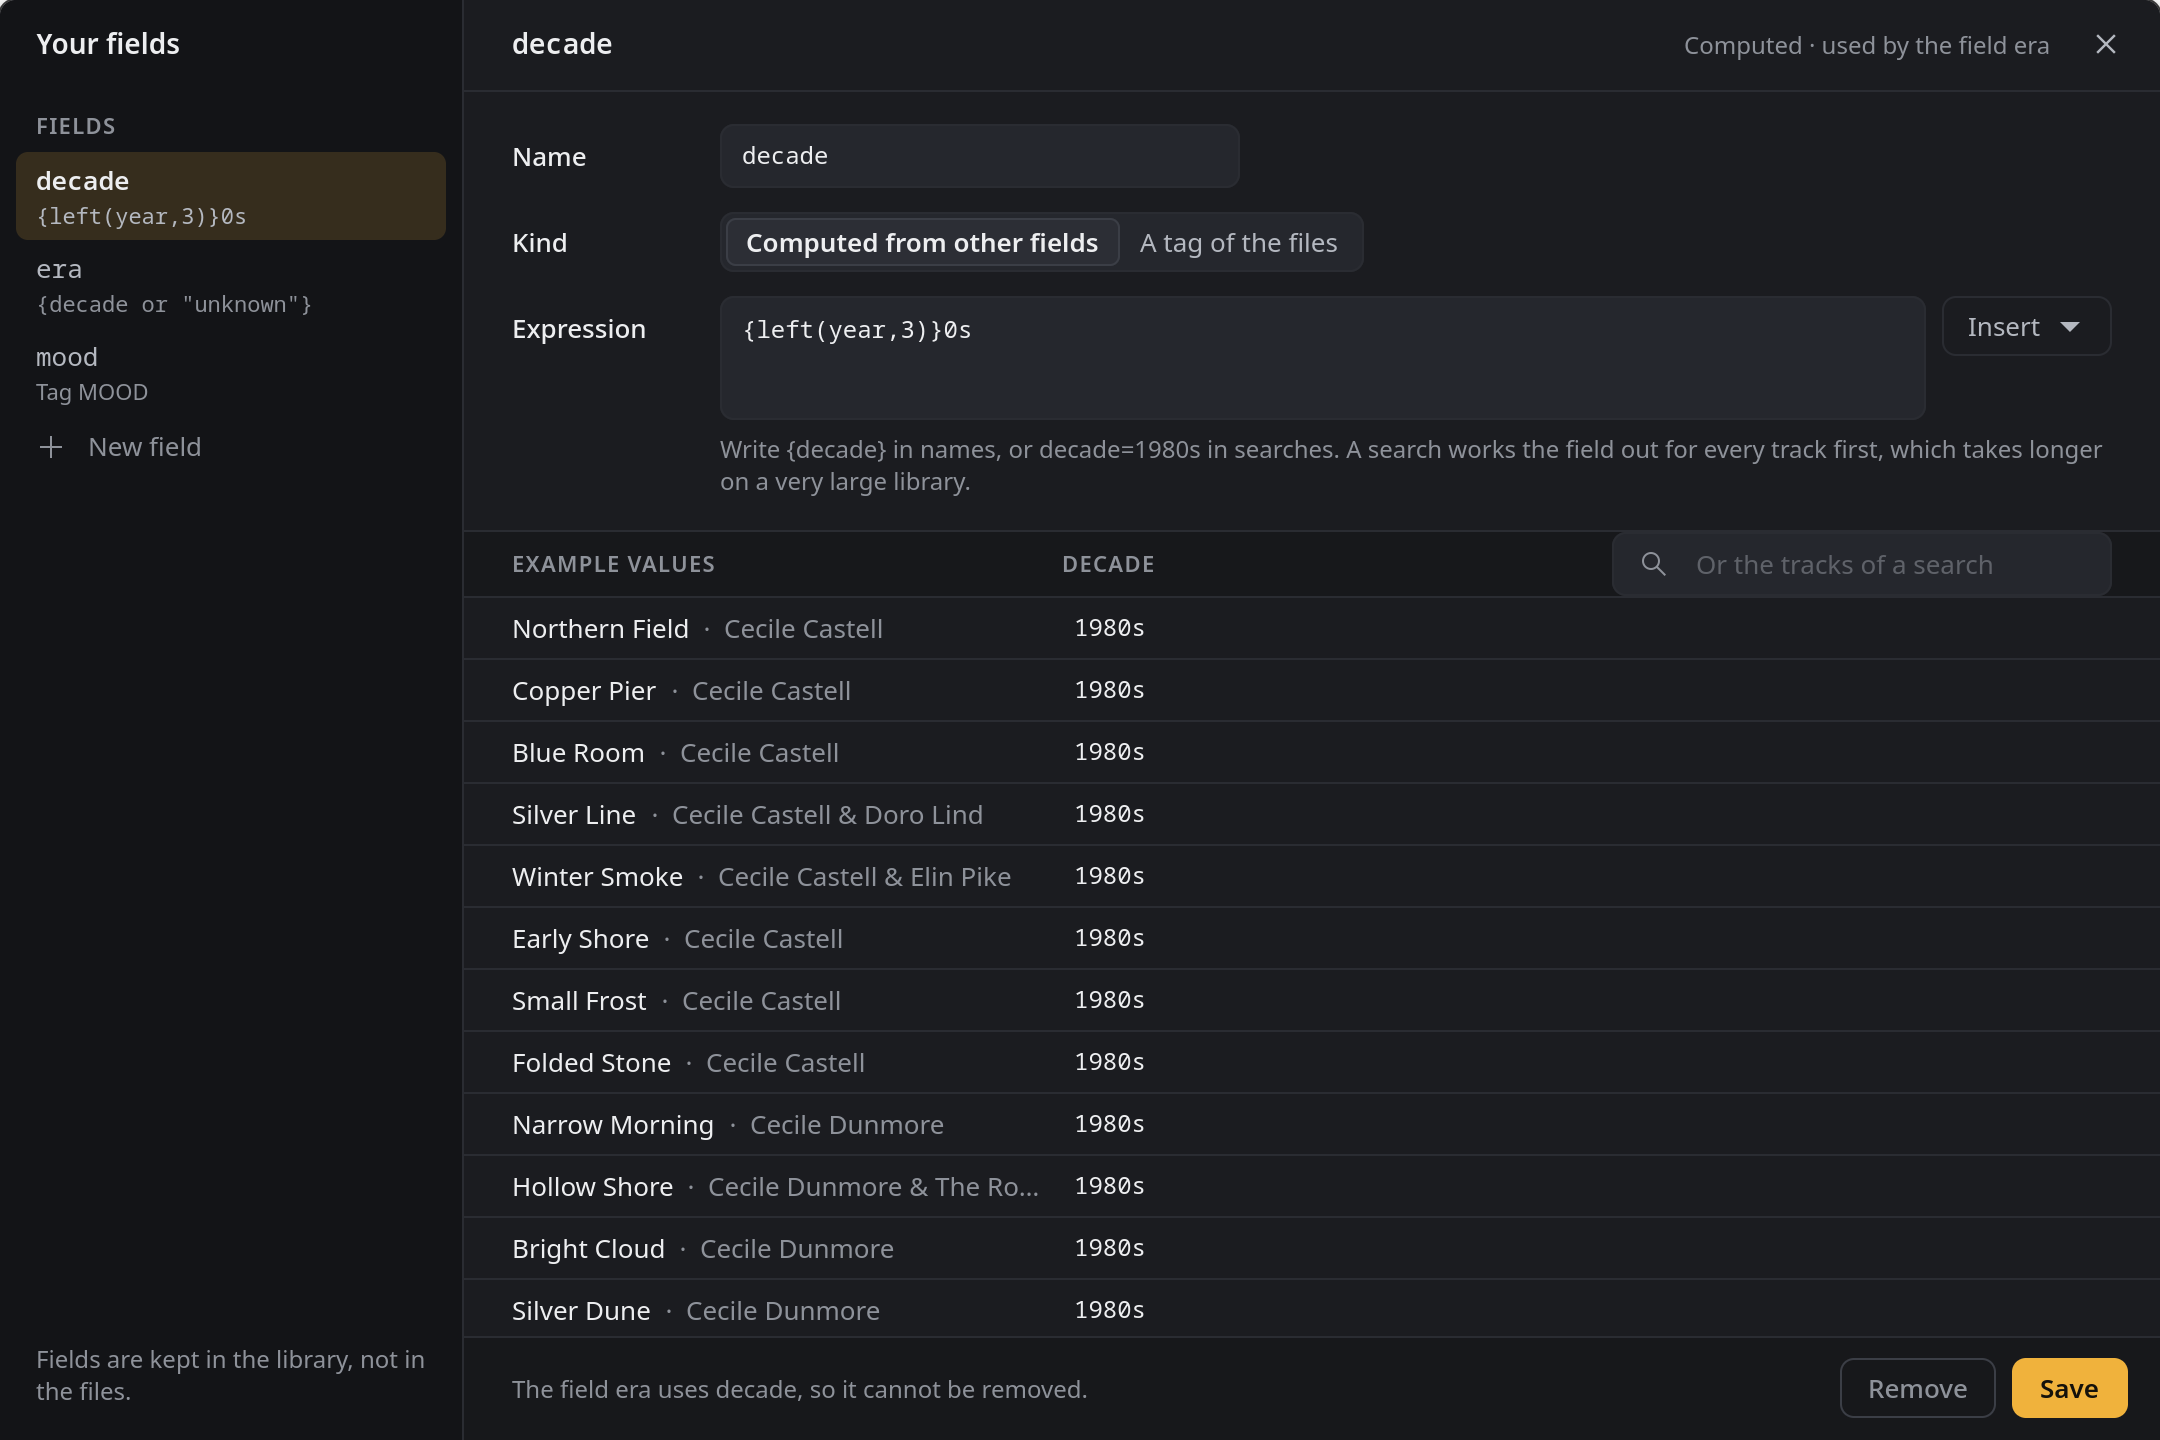 Your fields
FIELDS
decade
{left(year,3)}0s
era
{decade or "unknown"}
mood
Tag MOOD
New field
Fields are kept in the library, not in
the files.
decade
Computed · used by the field era
Name
decade
Kind
Computed from other fields
A tag of the files
Expression
{left(year,3)}0s
Insert
Write {decade} in names, or decade=1980s in searches. A search works the field out for every track first, which takes longer
on a very large library.
EXAMPLE VALUES
DECADE
Or the tracks of a search
Northern Field · Cecile Castell 1980s
Copper Pier · Cecile Castell 1980s
Blue Room · Cecile Castell 1980s
Silver Line · Cecile Castell & Doro Lind 1980s
Winter Smoke · Cecile Castell & Elin Pike 1980s
Early Shore · Cecile Castell 1980s
Small Frost · Cecile Castell 1980s
Folded Stone · Cecile Castell 1980s
Narrow Morning · Cecile Dunmore 1980s
Hollow Shore · Cecile Dunmore & The Ro... 1980s
Bright Cloud · Cecile Dunmore 1980s
Silver Dune · Cecile Dunmore 1980s
The field era uses decade, so it cannot be removed.
Remove
Save